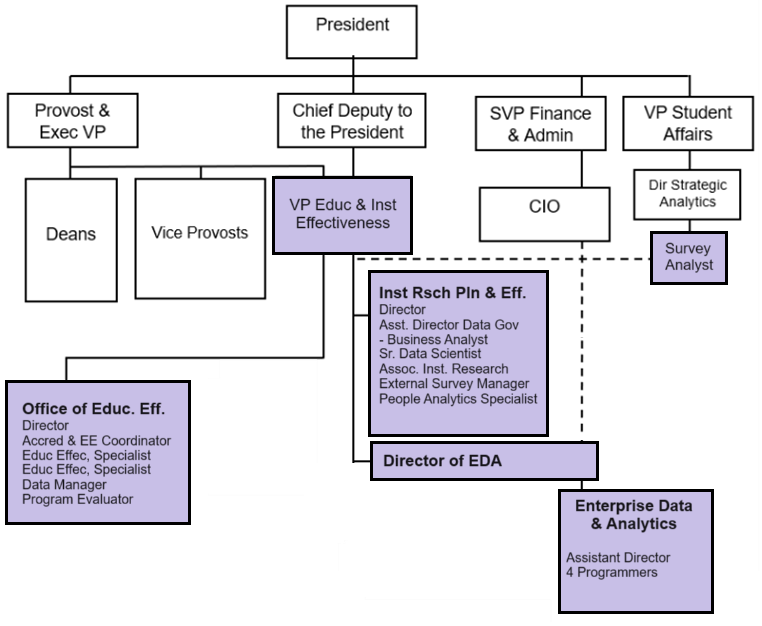 President
Provost &
Exec VP
Chief Deputy to
the President
SVP Finance
& Admin
VP Student
Affairs
Deans
Vice Provosts
VP Educ & Inst
Effectiveness
CIO
Dir Strategic
Analytics
Survey
Analyst
Inst Rsch Pln & Eff.
Director
Asst. Director Data Gov
- Business Analyst
Sr. Data Scientist
Assoc. Inst. Research
External Survey Manager
People Analytics Specialist
Office of Educ. Eff.
Director
Accred & EE Coordinator
Educ Effec, Specialist
Educ Effec, Specialist
Data Manager
Program Evaluator
Director of EDA
Enterprise Data
& Analytics
Assistant Director
4 Programmers